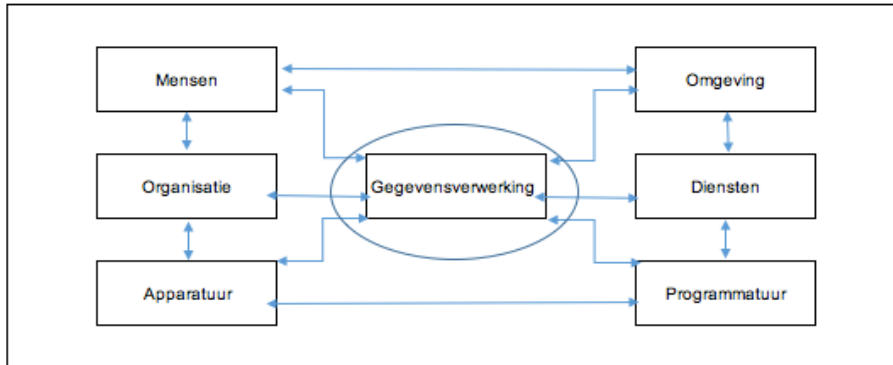 Mensen
Omgeving
Organisatie
Gegevensverwerking
Diensten
Apparatuur
Programmatuur